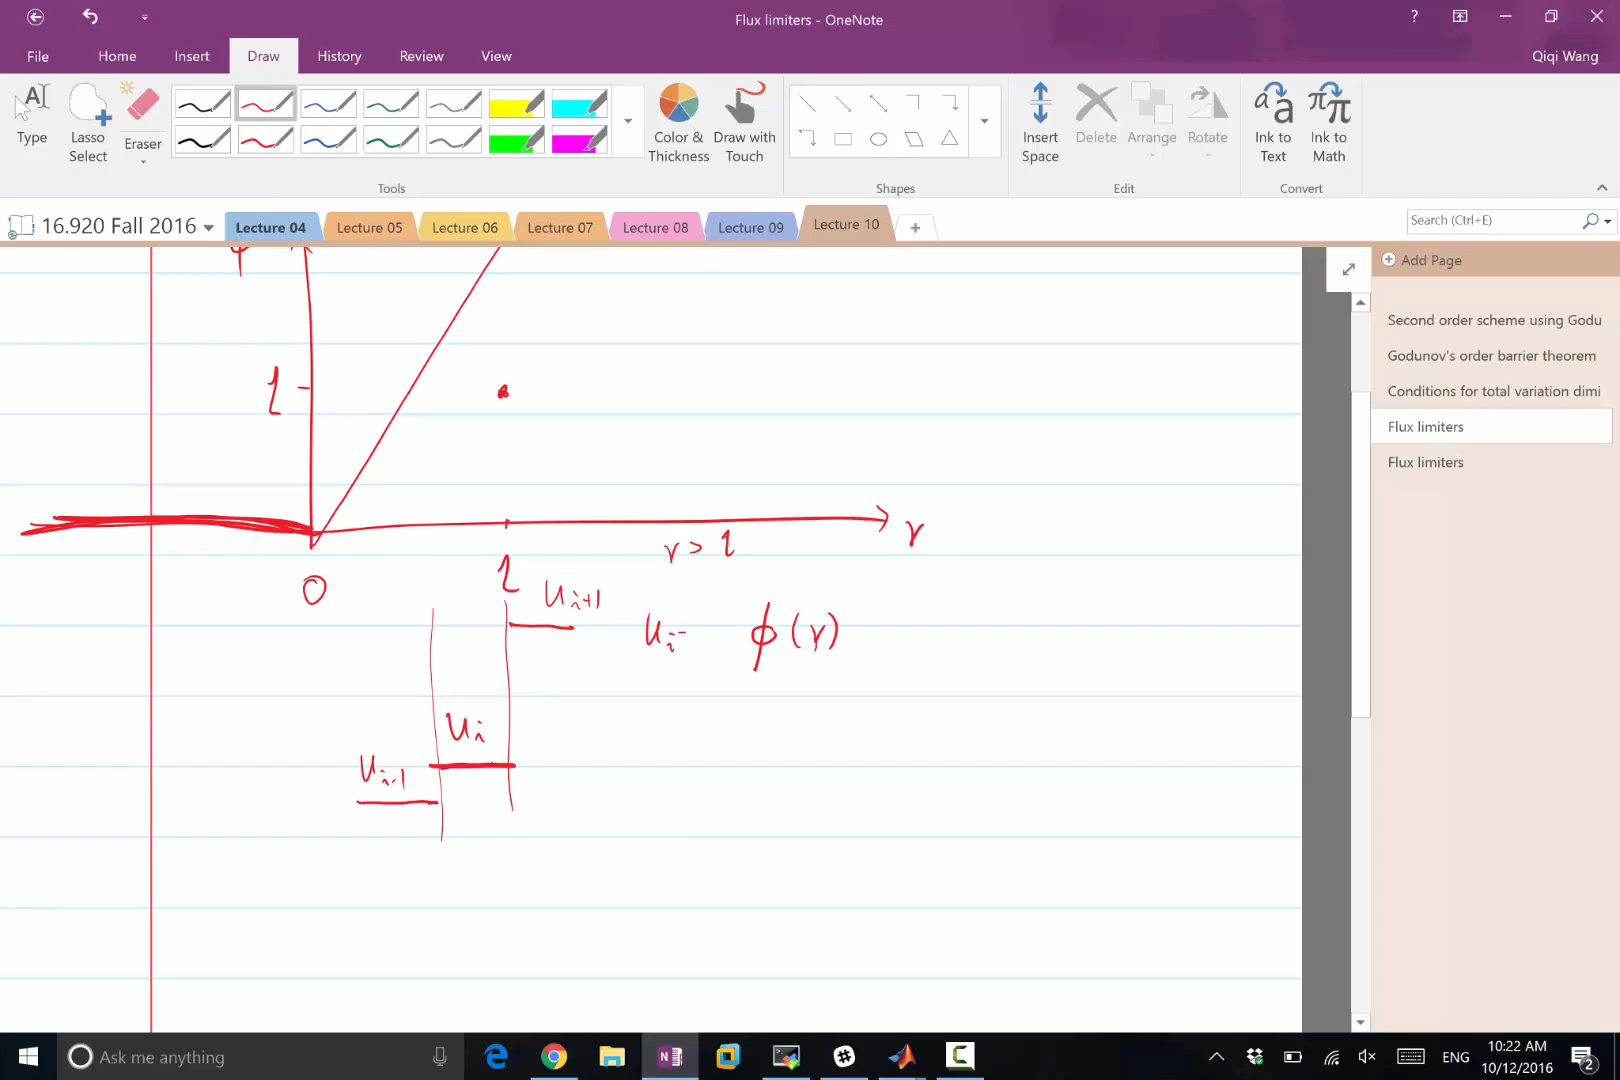 Flux limiters - OneNote
?
File
Home
Insert
Draw
History
Review
View
Qiqi Wang
Type
Lasso Select
Eraser
Color & Thickness
Draw with Touch
Insert Space
Delete
Arrange
Rotate
Ink to Text
Ink to Math
Tools
Shapes
Edit
Convert
16.920 Fall 2016
Lecture 04
Lecture 05
Lecture 06
Lecture 07
Lecture 08
Lecture 09
Lecture 10
Search (Ctrl+E)
Add Page
Second order scheme using Godu
Godunov's order barrier theorem
Conditions for total variation dimi
Flux limiters
Flux limiters
ϕ
1
r
r > 1
0
1
u_{i+1}
u_{i-}
ϕ(r)
u_i
u_{i-1}
Ask me anything
ENG
10:22 AM
10/12/2016
2